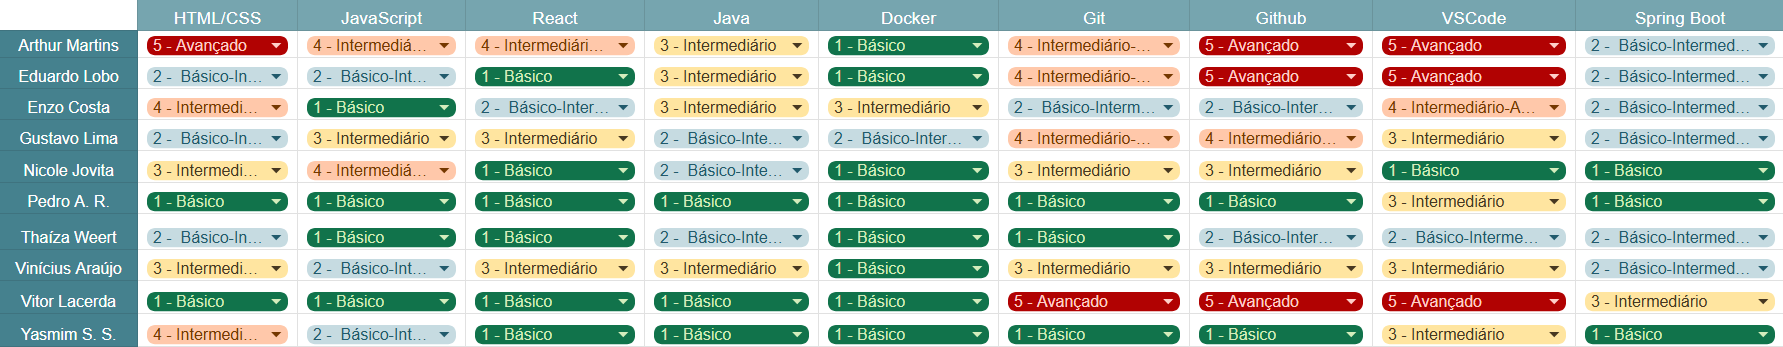 HTML/CSS JavaScript React Java Docker Git Github VSCode Spring Boot
Arthur Martins 5 - Avançado 4 - Intermediá... 4 - Intermediári... 3 - Intermediário 1 - Básico 4 - Intermediário-... 5 - Avançado 5 - Avançado 2 - Básico-Intermed...
Eduardo Lobo 2 - Básico-In... 2 - Básico-Int... 1 - Básico 3 - Intermediário 1 - Básico 4 - Intermediário-... 5 - Avançado 5 - Avançado 2 - Básico-Intermed...
Enzo Costa 4 - Intermedi... 1 - Básico 2 - Básico-Inter... 3 - Intermediário 3 - Intermediário 2 - Básico-Interm... 2 - Básico-Inter... 4 - Intermediário-A... 2 - Básico-Intermed...
Gustavo Lima 2 - Básico-In... 3 - Intermediário 3 - Intermediário 2 - Básico-Inte... 2 - Básico-Inter... 4 - Intermediário-... 4 - Intermediário-... 3 - Intermediário 2 - Básico-Intermed...
Nicole Jovita 3 - Intermedi... 4 - Intermediá... 1 - Básico 2 - Básico-Inte... 1 - Básico 3 - Intermediário 3 - Intermediário 1 - Básico 1 - Básico
Pedro A. R. 1 - Básico 1 - Básico 1 - Básico 1 - Básico 1 - Básico 1 - Básico 1 - Básico 3 - Intermediário 1 - Básico
Thaíza Weert 2 - Básico-In... 1 - Básico 1 - Básico 2 - Básico-Inte... 1 - Básico 1 - Básico 2 - Básico-Inter... 2 - Básico-Interme... 2 - Básico-Intermed...
Vinícius Araújo 3 - Intermedi... 2 - Básico-Int... 3 - Intermediário 3 - Intermediário 1 - Básico 3 - Intermediário 3 - Intermediário 3 - Intermediário 2 - Básico-Intermed...
Vitor Lacerda 1 - Básico 1 - Básico 1 - Básico 1 - Básico 1 - Básico 5 - Avançado 5 - Avançado 5 - Avançado 3 - Intermediário
Yasmim S. S. 4 - Intermedi... 2 - Básico-Int... 1 - Básico 1 - Básico 1 - Básico 1 - Básico 1 - Básico 3 - Intermediário 1 - Básico